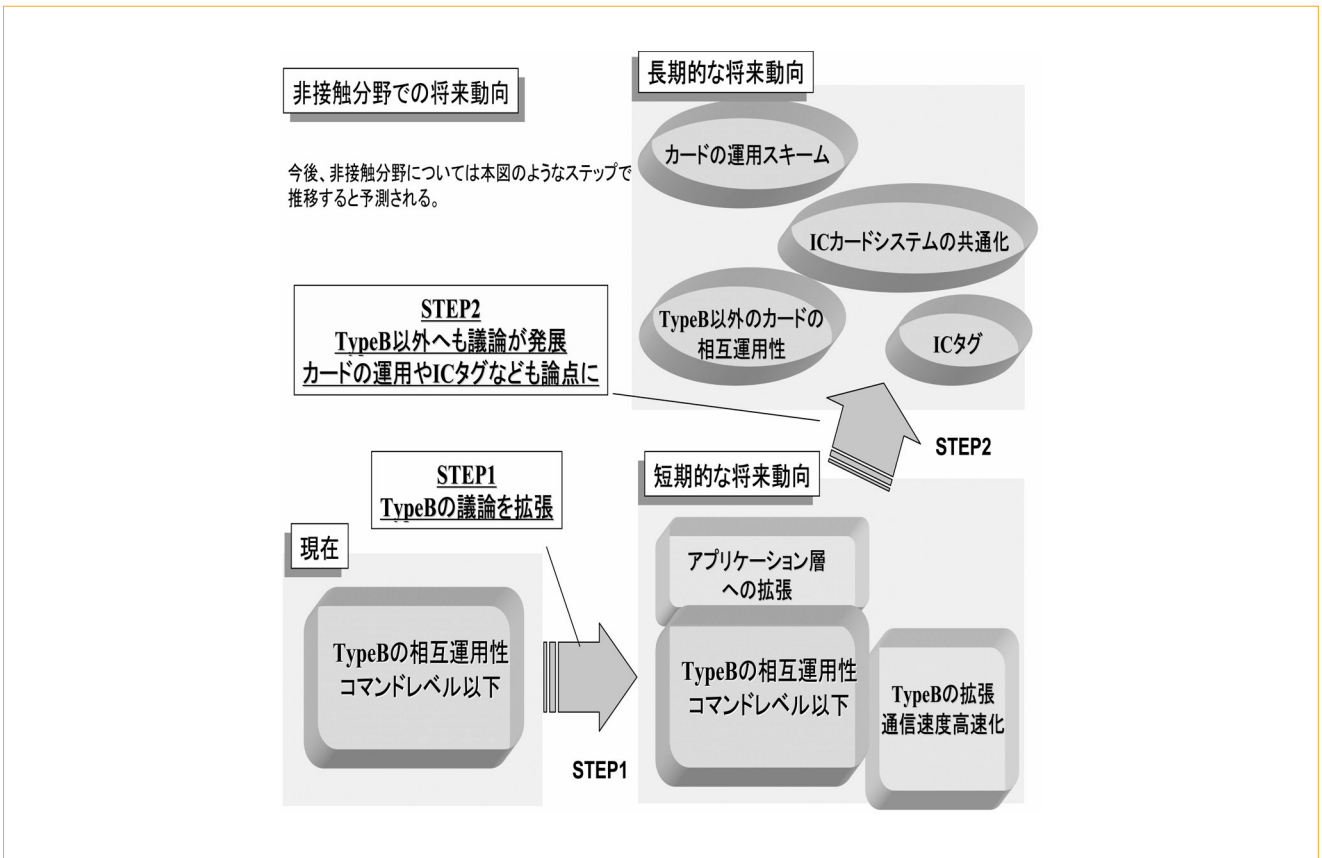 非接触分野での将来動向
今後、非接触分野については本図のようなステップで
推移すると予測される。
長期的な将来動向
カードの運用スキーム
ICカードシステムの共通化
TypeB以外のカードの
相互運用性
ICタグ
STEP2
TypeB以外へも議論が発展
カードの運用やICタグなども論点に
STEP2
STEP1
TypeBの議論を拡張
短期的な将来動向
現在
アプリケーション層
への拡張
TypeBの相互運用性
コマンドレベル以下
TypeBの相互運用性
コマンドレベル以下
TypeBの拡張
通信速度高速化
STEP1